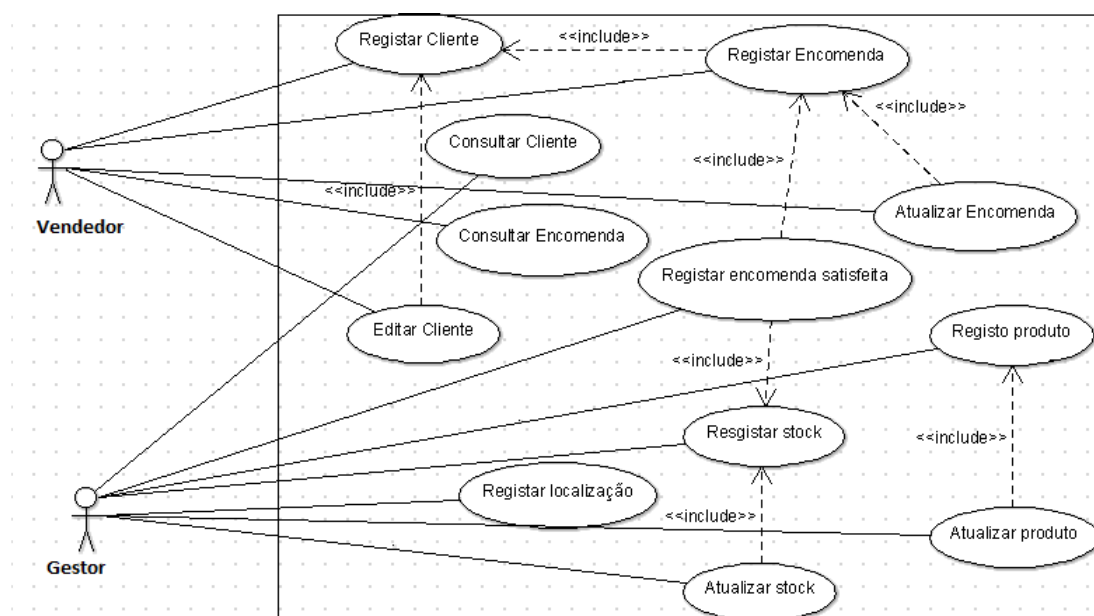 Registar Cliente
<<include>>
Registar Encomenda
<<include>>
Consultar Cliente
<<include>>
<<include>>
Vendedor
Atualizar Encomenda
Consultar Encomenda
Registar encomenda satisfeita
Editar Cliente
Registo produto
<<include>>
Resgistar stock
<<include>>
Registar localização
<<include>>
Atualizar produto
Gestor
Atualizar stock